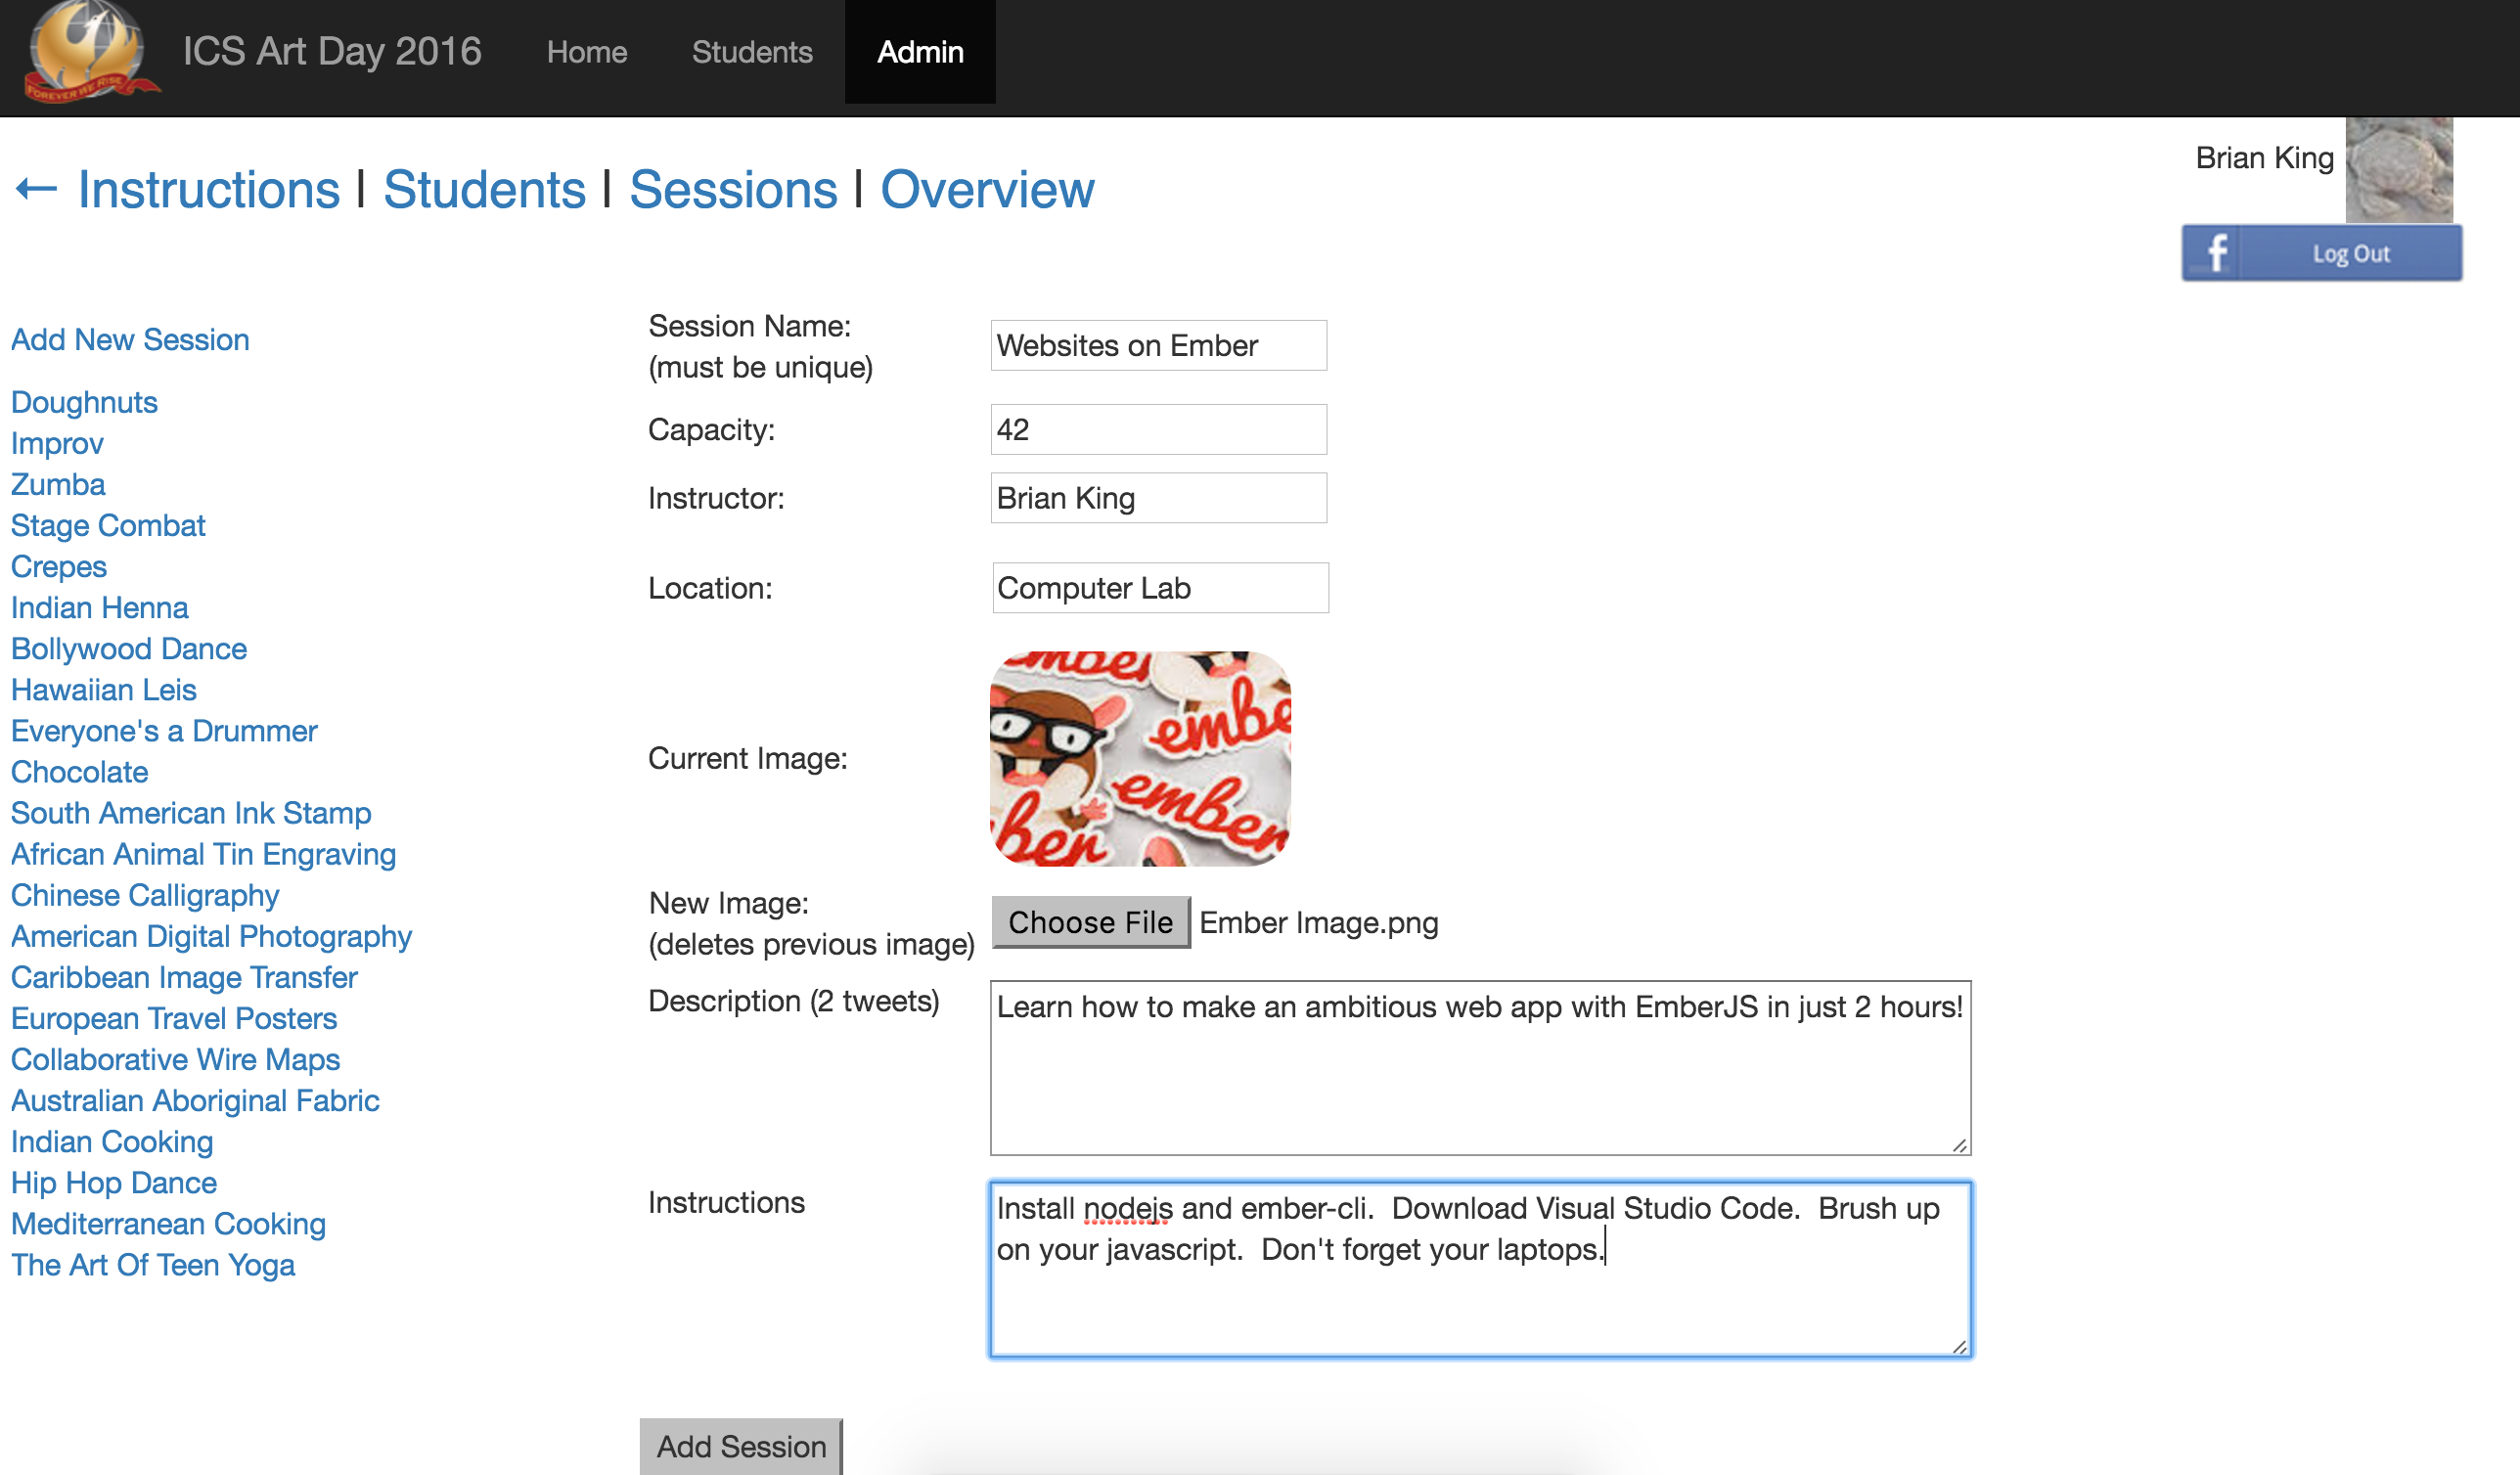 FOREVER WE RISE
ICS Art Day 2016
Home
Students
Admin
← Instructions | Students | Sessions | Overview
Brian King
f Log Out
Add New Session
Doughnuts
Improv
Zumba
Stage Combat
Crepes
Indian Henna
Bollywood Dance
Hawaiian Leis
Everyone's a Drummer
Chocolate
South American Ink Stamp
African Animal Tin Engraving
Chinese Calligraphy
American Digital Photography
Caribbean Image Transfer
European Travel Posters
Collaborative Wire Maps
Australian Aboriginal Fabric
Indian Cooking
Hip Hop Dance
Mediterranean Cooking
The Art Of Teen Yoga
Session Name:
(must be unique)
Websites on Ember
Capacity:
42
Instructor:
Brian King
Location:
Computer Lab
Current Image:
ember
embe
ember
ber
New Image:
(deletes previous image)
Choose File Ember Image.png
Description (2 tweets)
Learn how to make an ambitious web app with EmberJS in just 2 hours!
Instructions
Install nodejs and ember-cli.  Download Visual Studio Code.  Brush up
on your javascript.  Don't forget your laptops.
Add Session